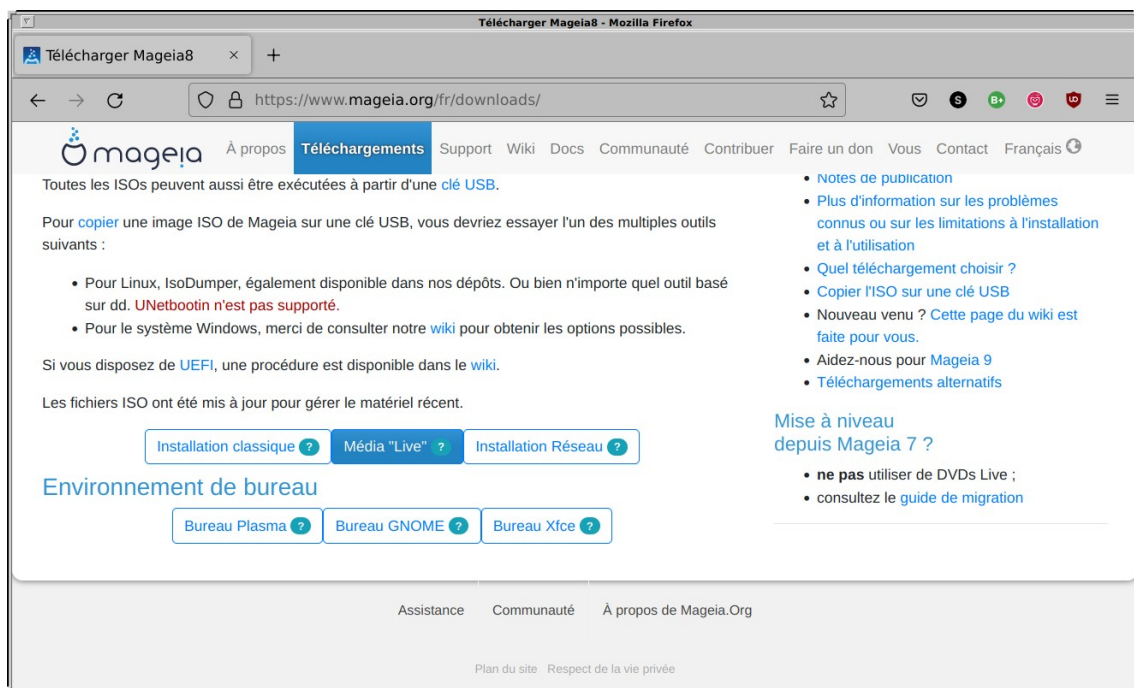 Télécharger Mageia8 - Mozilla Firefox
Télécharger Mageia8
https://www.mageia.org/fr/downloads/
mageia À propos Téléchargements Support Wiki Docs Communauté Contribuer Faire un don Vous Contact Français
Toutes les ISOs peuvent aussi être exécutées à partir d'une clé USB.
Pour copier une image ISO de Mageia sur une clé USB, vous devriez essayer l'un des multiples outils
suivants :
• Pour Linux, IsoDumper, également disponible dans nos dépôts. Ou bien n'importe quel outil basé
sur dd. UNetbootin n'est pas supporté.
• Pour le système Windows, merci de consulter notre wiki pour obtenir les options possibles.
Si vous disposez de UEFI, une procédure est disponible dans le wiki.
Les fichiers ISO ont été mis à jour pour gérer le matériel récent.
Installation classique ? Média "Live" ? Installation Réseau ?
Environnement de bureau
Bureau Plasma ? Bureau GNOME ? Bureau Xfce ?
• Notes de publication
• Plus d'information sur les problèmes
connus ou sur les limitations à l'installation
et à l'utilisation
• Quel téléchargement choisir ?
• Copier l'ISO sur une clé USB
• Nouveau venu ? Cette page du wiki est
faite pour vous.
• Aidez-nous pour Mageia 9
• Téléchargements alternatifs
Mise à niveau
depuis Mageia 7 ?
• ne pas utiliser de DVDs Live ;
• consultez le guide de migration
Assistance Communauté À propos de Mageia.Org
Plan du site Respect de la vie privée